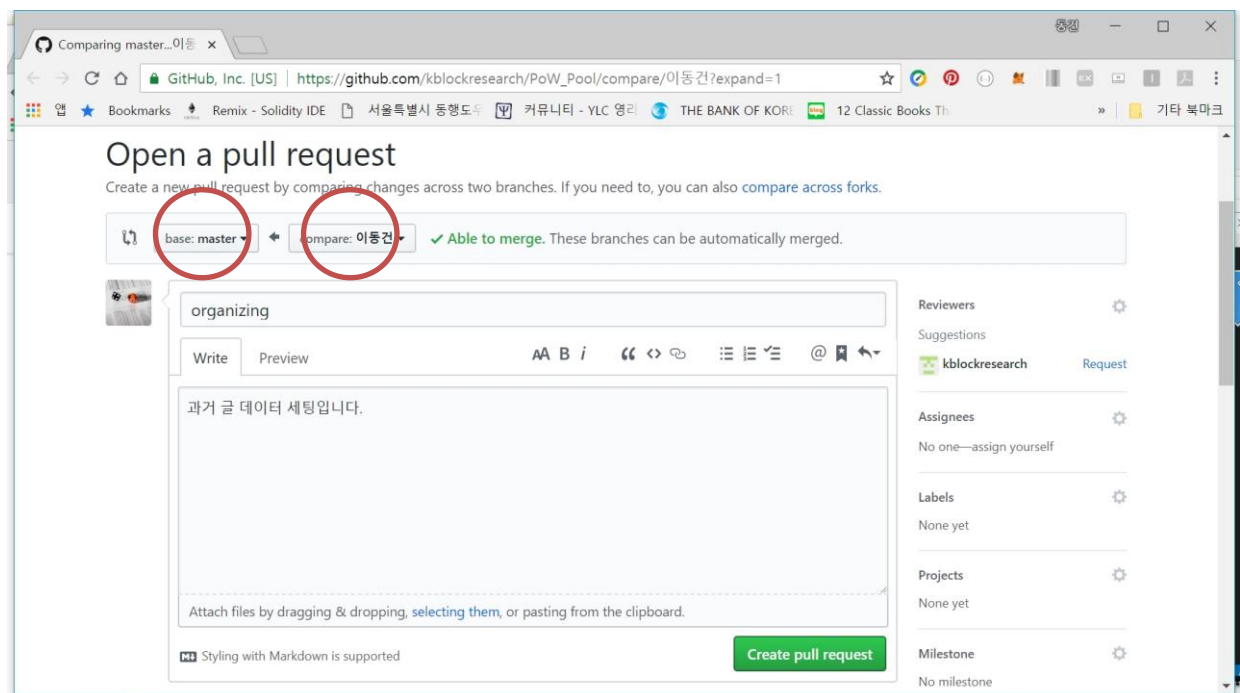 동건
Comparing master...이동
GitHub, Inc. [US] | https://github.com/kblockresearch/PoW_Pool/compare/이동건?expand=1
앱 Bookmarks Remix - Solidity IDE 서울특별시 동행도우 커뮤니티 - YLC 영리 THE BANK OF KORE 12 Classic Books Th » 기타 북마크
Open a pull request
Create a new pull request by comparing changes across two branches. If you need to, you can also compare across forks.
base: master compare: 이동건 Able to merge. These branches can be automatically merged.
organizing
Write Preview AA B i
과거 글 데이터 세팅입니다.
Attach files by dragging & dropping, selecting them, or pasting from the clipboard.
Styling with Markdown is supported
Create pull request
Reviewers
Suggestions
kblockresearch Request
Assignees
No one—assign yourself
Labels
None yet
Projects
None yet
Milestone
No milestone